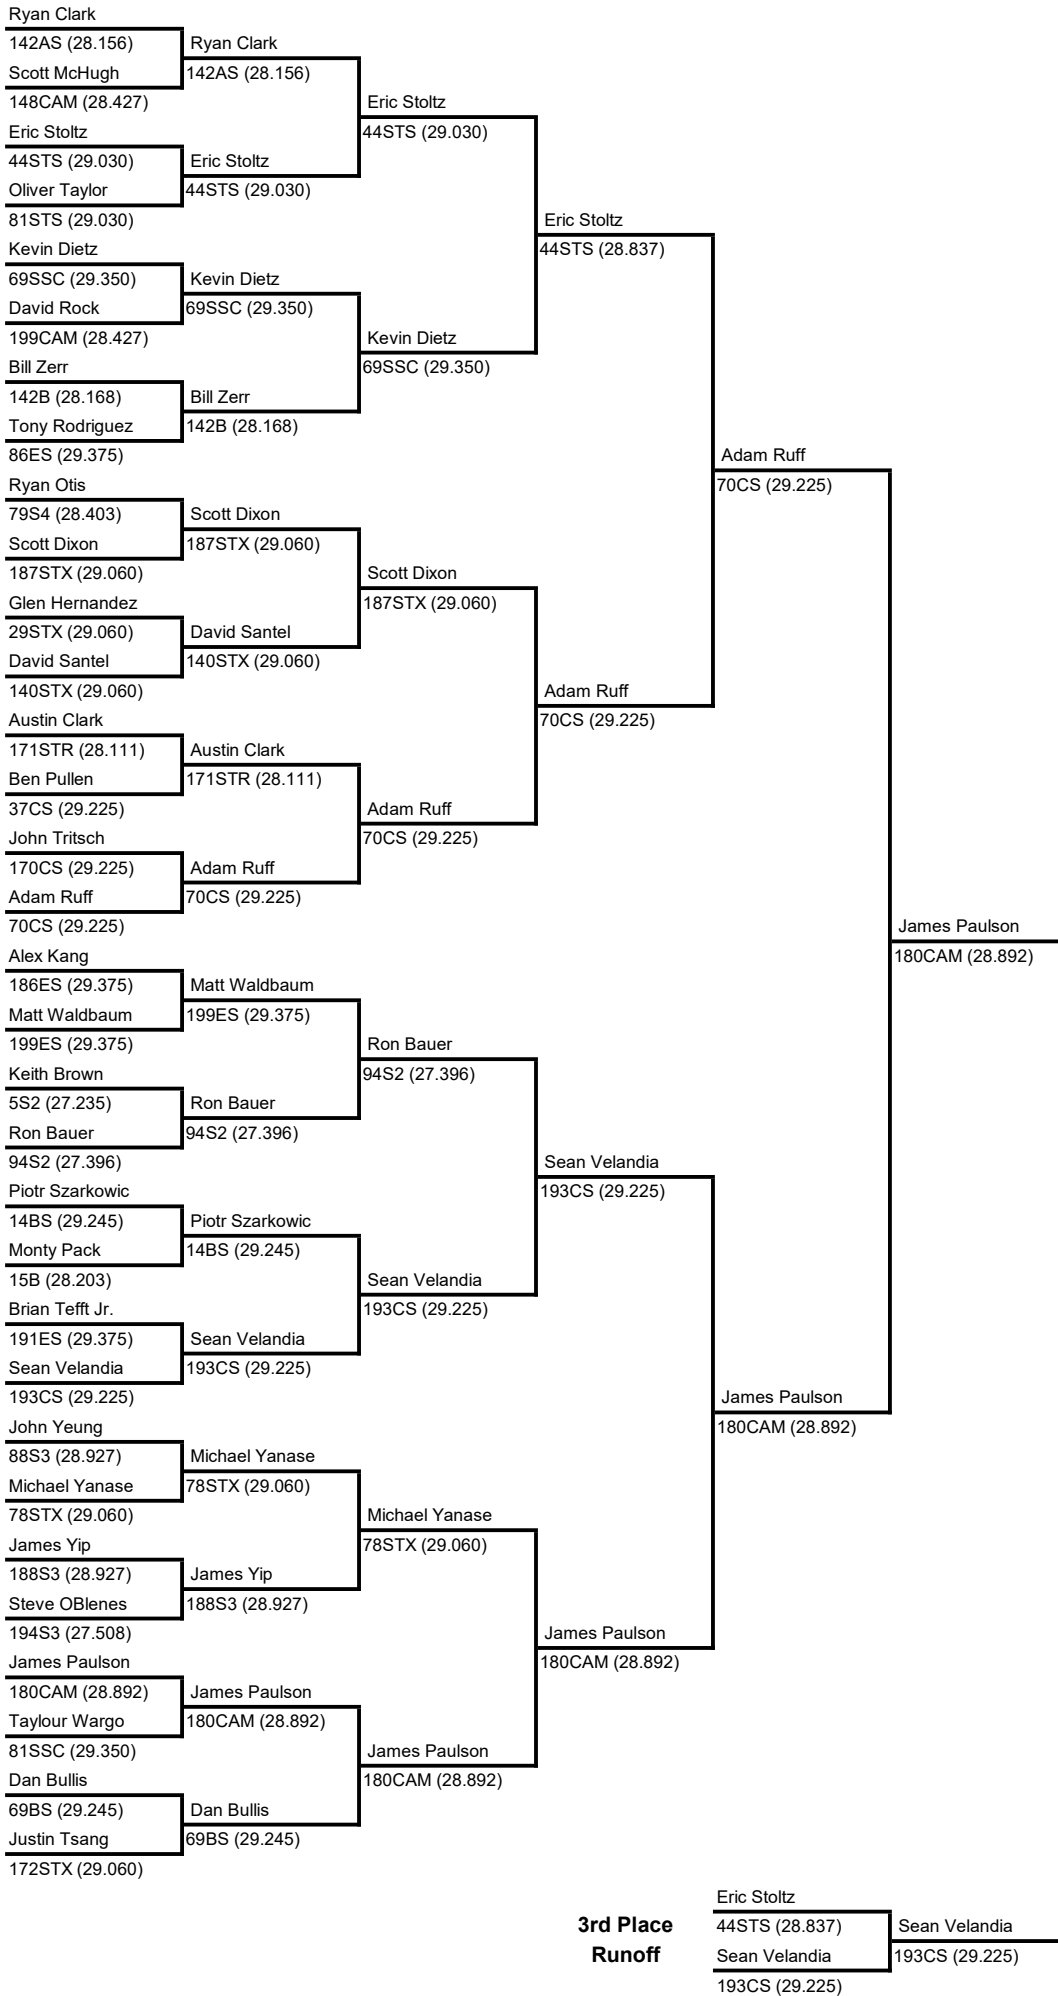 Ryan Clark
142AS (28.156)
Scott McHugh
148CAM (28.427)
Eric Stoltz
44STS (29.030)
Oliver Taylor
81STS (29.030)
Kevin Dietz
69SSC (29.350)
David Rock
199CAM (28.427)
Bill Zerr
142B (28.168)
Tony Rodriguez
86ES (29.375)
Ryan Otis
79S4 (28.403)
Scott Dixon
187STX (29.060)
Glen Hernandez
29STX (29.060)
David Santel
140STX (29.060)
Austin Clark
171STR (28.111)
Ben Pullen
37CS (29.225)
John Tritsch
170CS (29.225)
Adam Ruff
70CS (29.225)
Alex Kang
186ES (29.375)
Matt Waldbaum
199ES (29.375)
Keith Brown
5S2 (27.235)
Ron Bauer
94S2 (27.396)
Piotr Szarkowic
14BS (29.245)
Monty Pack
15B (28.203)
Brian Tefft Jr.
191ES (29.375)
Sean Velandia
193CS (29.225)
John Yeung
88S3 (28.927)
Michael Yanase
78STX (29.060)
James Yip
188S3 (28.927)
Steve OBlenes
194S3 (27.508)
James Paulson
180CAM (28.892)
Taylour Wargo
81SSC (29.350)
Dan Bullis
69BS (29.245)
Justin Tsang
172STX (29.060)
Ryan Clark
142AS (28.156)
Eric Stoltz
44STS (29.030)
Kevin Dietz
69SSC (29.350)
Bill Zerr
142B (28.168)
Scott Dixon
187STX (29.060)
David Santel
140STX (29.060)
Austin Clark
171STR (28.111)
Adam Ruff
70CS (29.225)
Matt Waldbaum
199ES (29.375)
Ron Bauer
94S2 (27.396)
Piotr Szarkowic
14BS (29.245)
Sean Velandia
193CS (29.225)
Michael Yanase
78STX (29.060)
James Yip
188S3 (28.927)
James Paulson
180CAM (28.892)
Dan Bullis
69BS (29.245)
Eric Stoltz
44STS (29.030)
Kevin Dietz
69SSC (29.350)
Scott Dixon
187STX (29.060)
Adam Ruff
70CS (29.225)
Ron Bauer
94S2 (27.396)
Sean Velandia
193CS (29.225)
Michael Yanase
78STX (29.060)
James Paulson
180CAM (28.892)
Eric Stoltz
44STS (28.837)
Adam Ruff
70CS (29.225)
Sean Velandia
193CS (29.225)
James Paulson
180CAM (28.892)
Adam Ruff
70CS (29.225)
James Paulson
180CAM (28.892)
James Paulson
180CAM (28.892)
3rd Place
Runoff
Eric Stoltz
44STS (28.837)
Sean Velandia
193CS (29.225)
Sean Velandia
193CS (29.225)